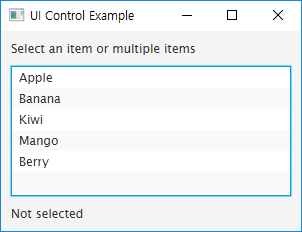 UI Control Example
Select an item or multiple items
Apple
Banana
Kiwi
Mango
Berry
Not selected